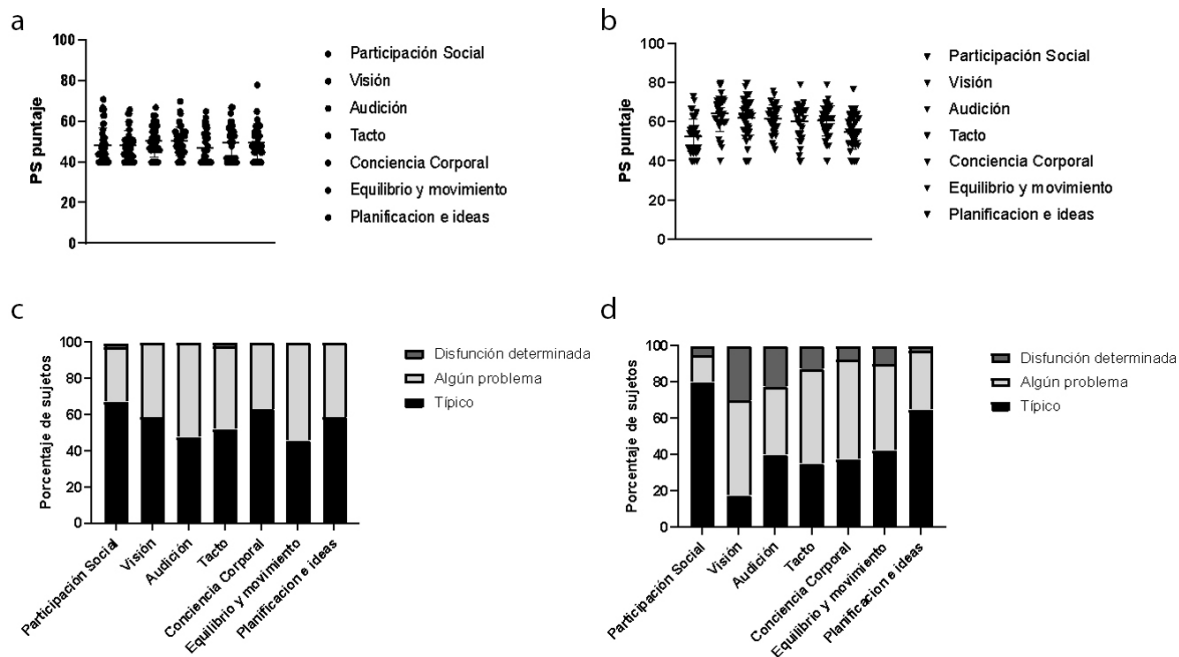 a
PS puntaje
100
80
60
40
20
0
Participación Social
Visión
Audición
Tacto
Conciencia Corporal
Equilibrio y movimiento
Planificacion e ideas
b
PS puntaje
100
80
60
40
20
0
Participación Social
Visión
Audición
Tacto
Conciencia Corporal
Equilibrio y movimiento
Planificacion e ideas
c
Porcentaje de sujetos
100
80
60
40
20
0
Participación Social
Visión
Audición
Tacto
Conciencia Corporal
Equilibrio y movimiento
Planificacion e ideas
Disfunción determinada
Algún problema
Típico
d
Porcentaje de sujetos
100
80
60
40
20
0
Participación Social
Visión
Audición
Tacto
Conciencia Corporal
Equilibrio y movimiento
Planificacion e ideas
Disfunción determinada
Algún problema
Típico